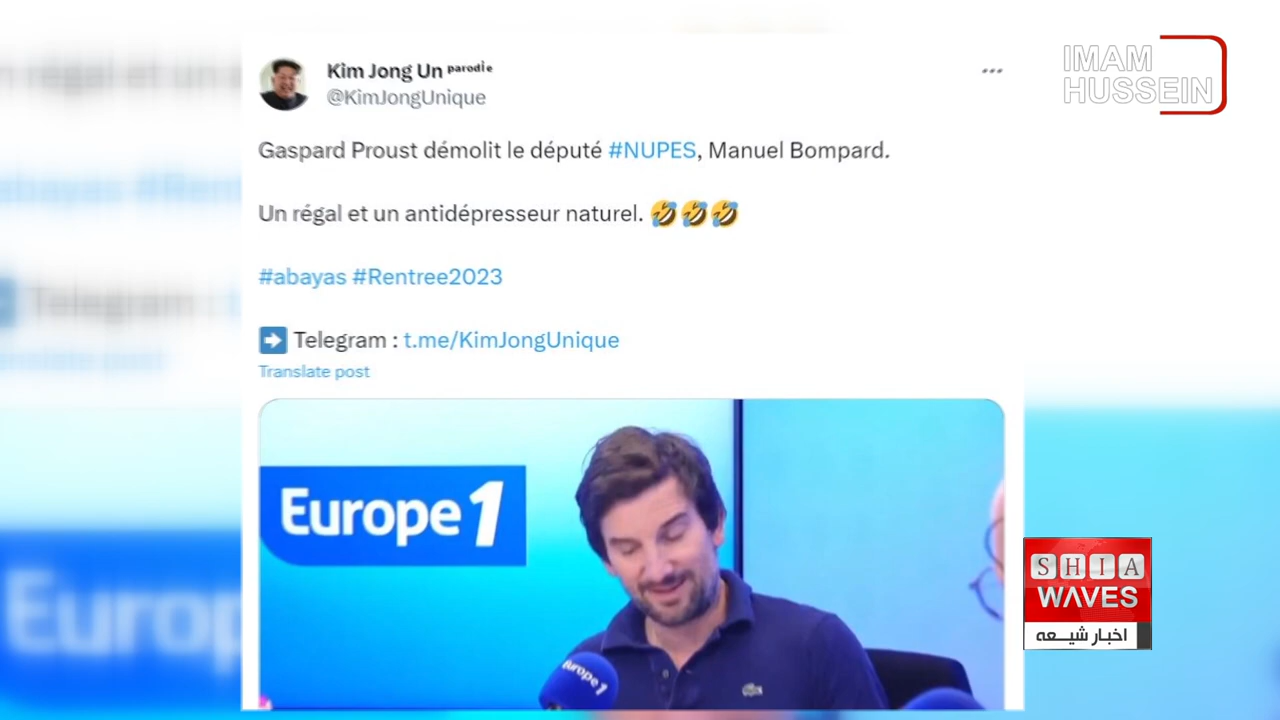 Kim Jong Un parodie
@KimJongUnique
Gaspard Proust démolit le député #NUPES, Manuel Bompard.
Un régal et un antidépresseur naturel. 🤣🤣🤣
#abayas #Rentree2023
➡️ Telegram : t.me/KimJongUnique
Translate post
Europe 1
europe 1
IMAM
HUSSEIN
SHIA
WAVES
اخبار شیـــعه